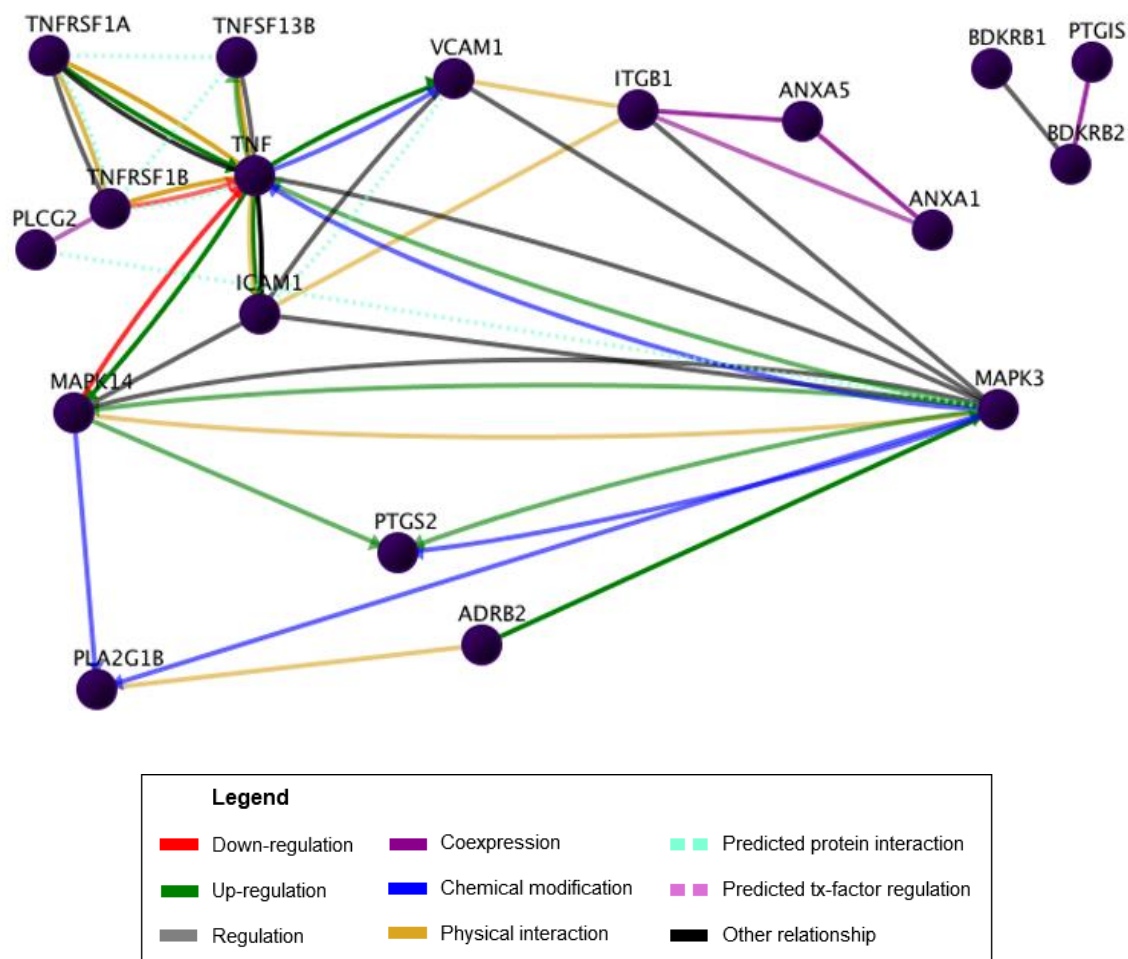 TNFRSF1A
TNFSF13B
VCAM1
ITGB1
ANXA5
BDKRB1
PTGIS
BDKRB2
TNF
TNFRSF1B
PLCG2
ANXA1
ICAM1
MAPK14
MAPK3
PTGS2
ADRB2
PLA2G1B
Legend
Down-regulation
Coexpression
Predicted protein interaction
Up-regulation
Chemical modification
Predicted tx-factor regulation
Regulation
Physical interaction
Other relationship